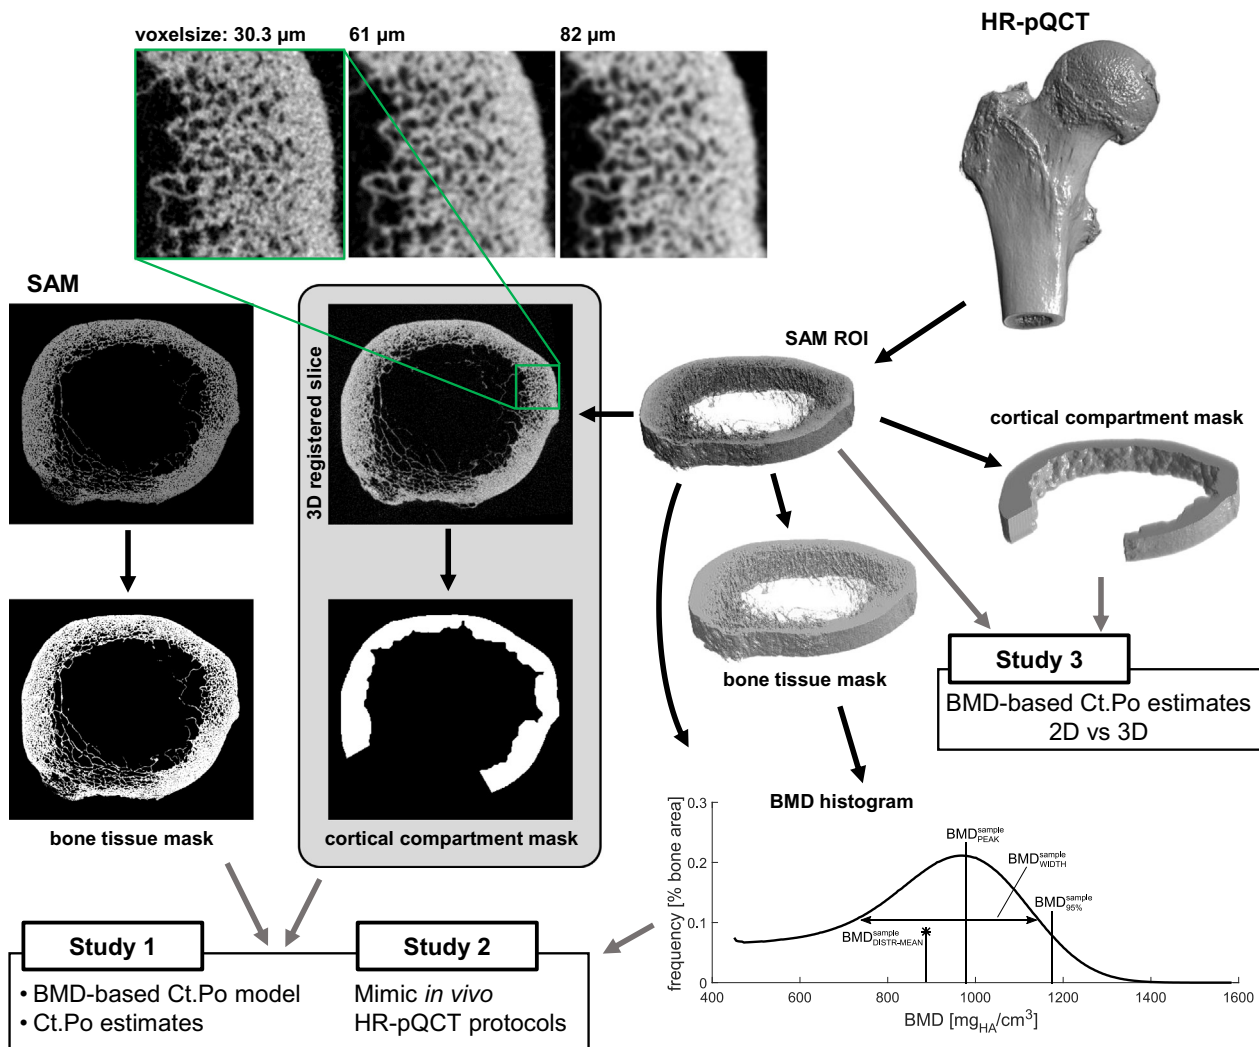 voxelsize: 30.3 µm
61 µm
82 µm
HR-pQCT
SAM
3D registered slice
SAM ROI
cortical compartment mask
bone tissue mask
Study 3
BMD-based Ct.Po estimates
2D vs 3D
bone tissue mask
cortical compartment mask
BMD histogram
frequency [% bone area]
0.3
0.2
0.1
0
BMD^sample_PEAK
BMD^sample_WIDTH
BMD^sample_95%
BMD^sample_DISTR-MEAN
*
400
600
800
1000
1200
1400
1600
BMD [mg_HA/cm³]
Study 1
• BMD-based Ct.Po model
• Ct.Po estimates
Study 2
Mimic in vivo
HR-pQCT protocols